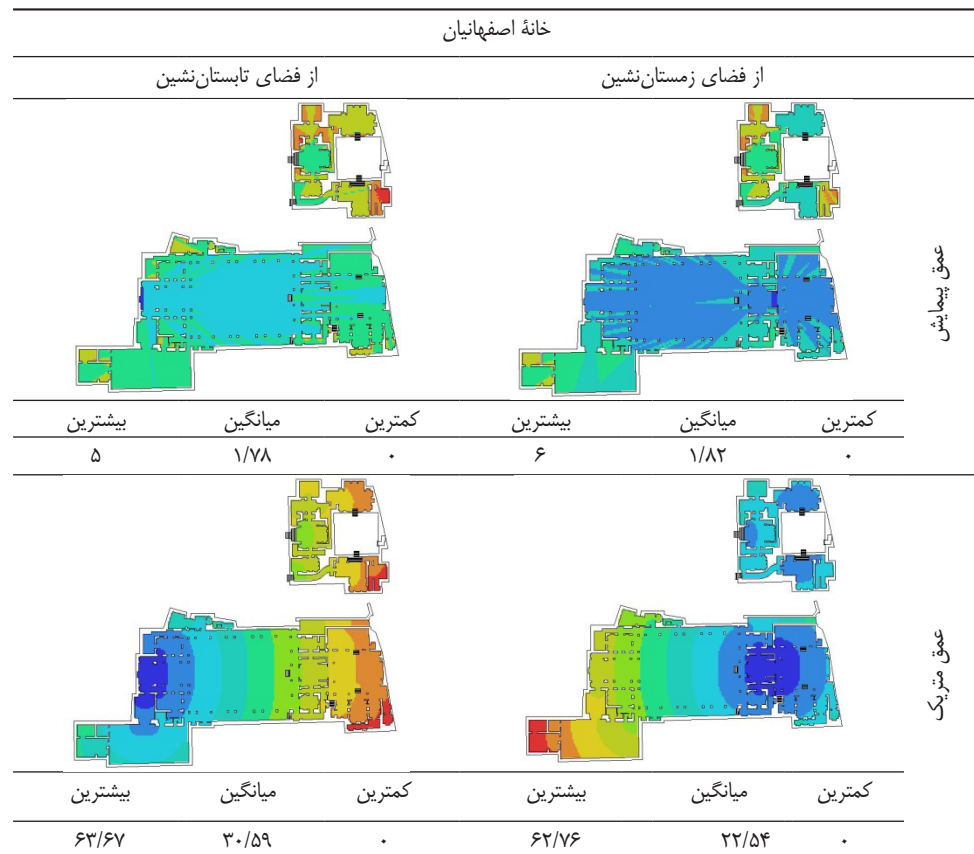 خانهٔ اصفهانیان
از فضای زمستان‌نشین از فضای تابستان‌نشین
عمق پیمایش
کمترین میانگین بیشترین کمترین میانگین بیشترین
۰ ۱/۸۲ ۶ ۰ ۱/۷۸ ۵
عمق متریک
کمترین میانگین بیشترین کمترین میانگین بیشترین
۰ ۲۲/۵۴ ۶۲/۷۶ ۰ ۳۰/۵۹ ۶۳/۶۷